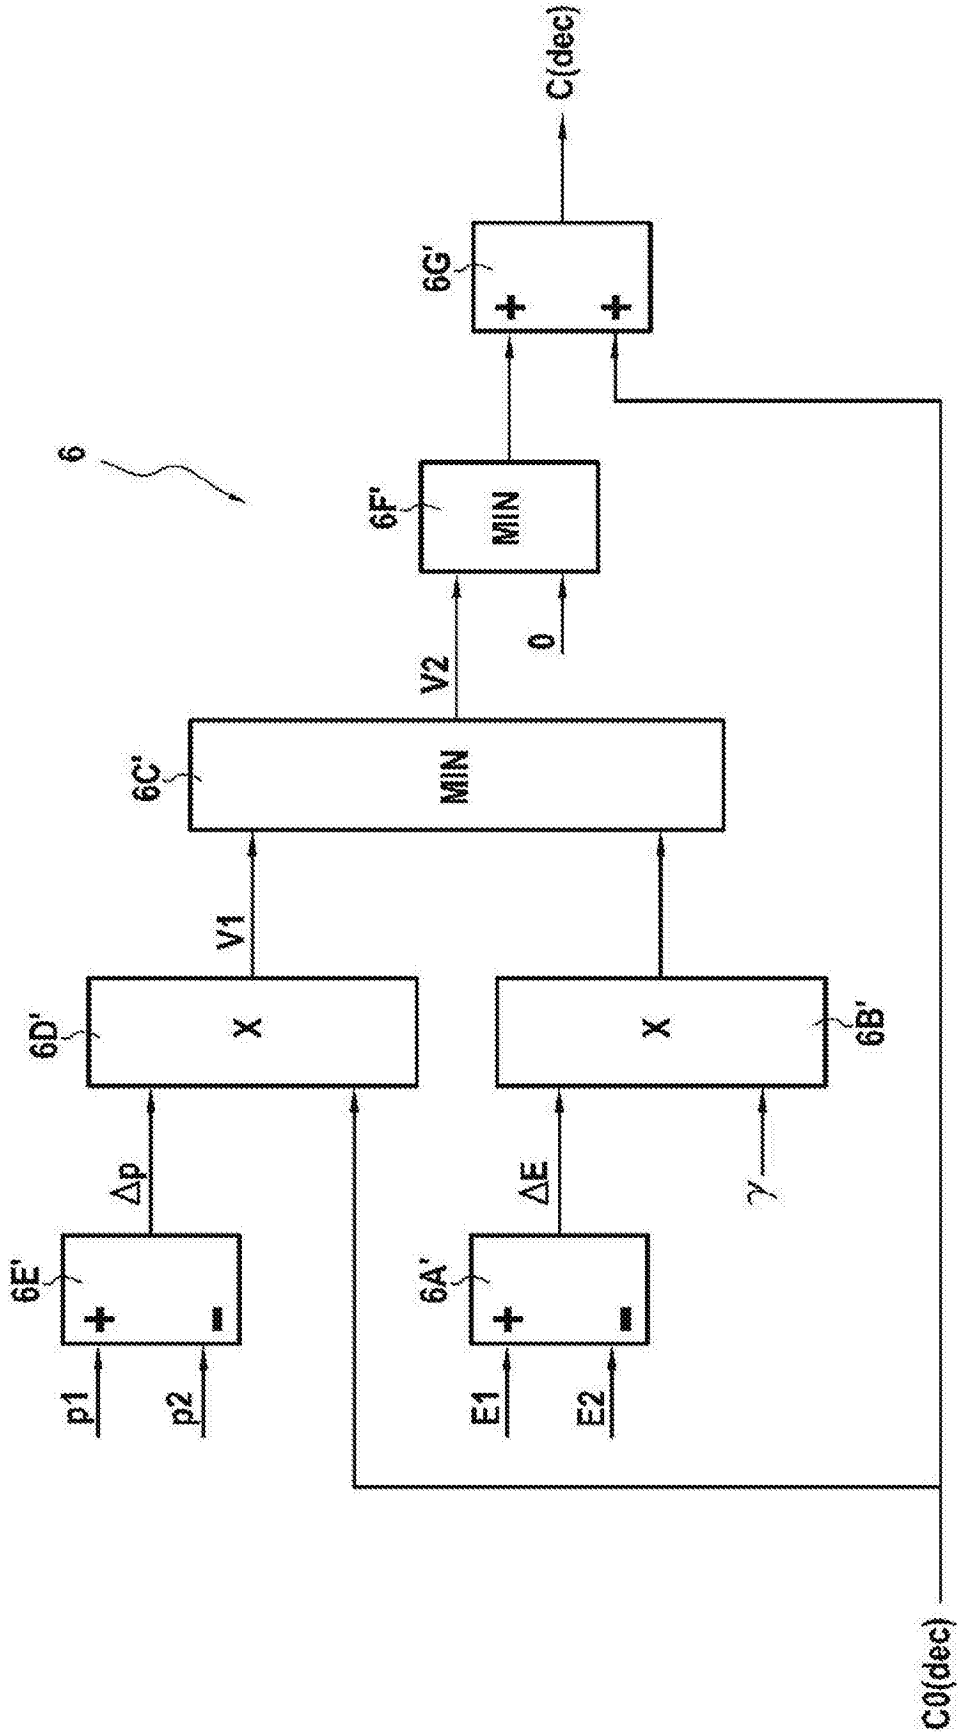 6
6E'
p1
+
p2
-
Δp
6D'
X
V1
6A'
E1
+
E2
-
ΔE
γ
X
6B'
6C'
MIN
V2
0
6F'
MIN
6G'
+
+
C(dec)
C0(dec)